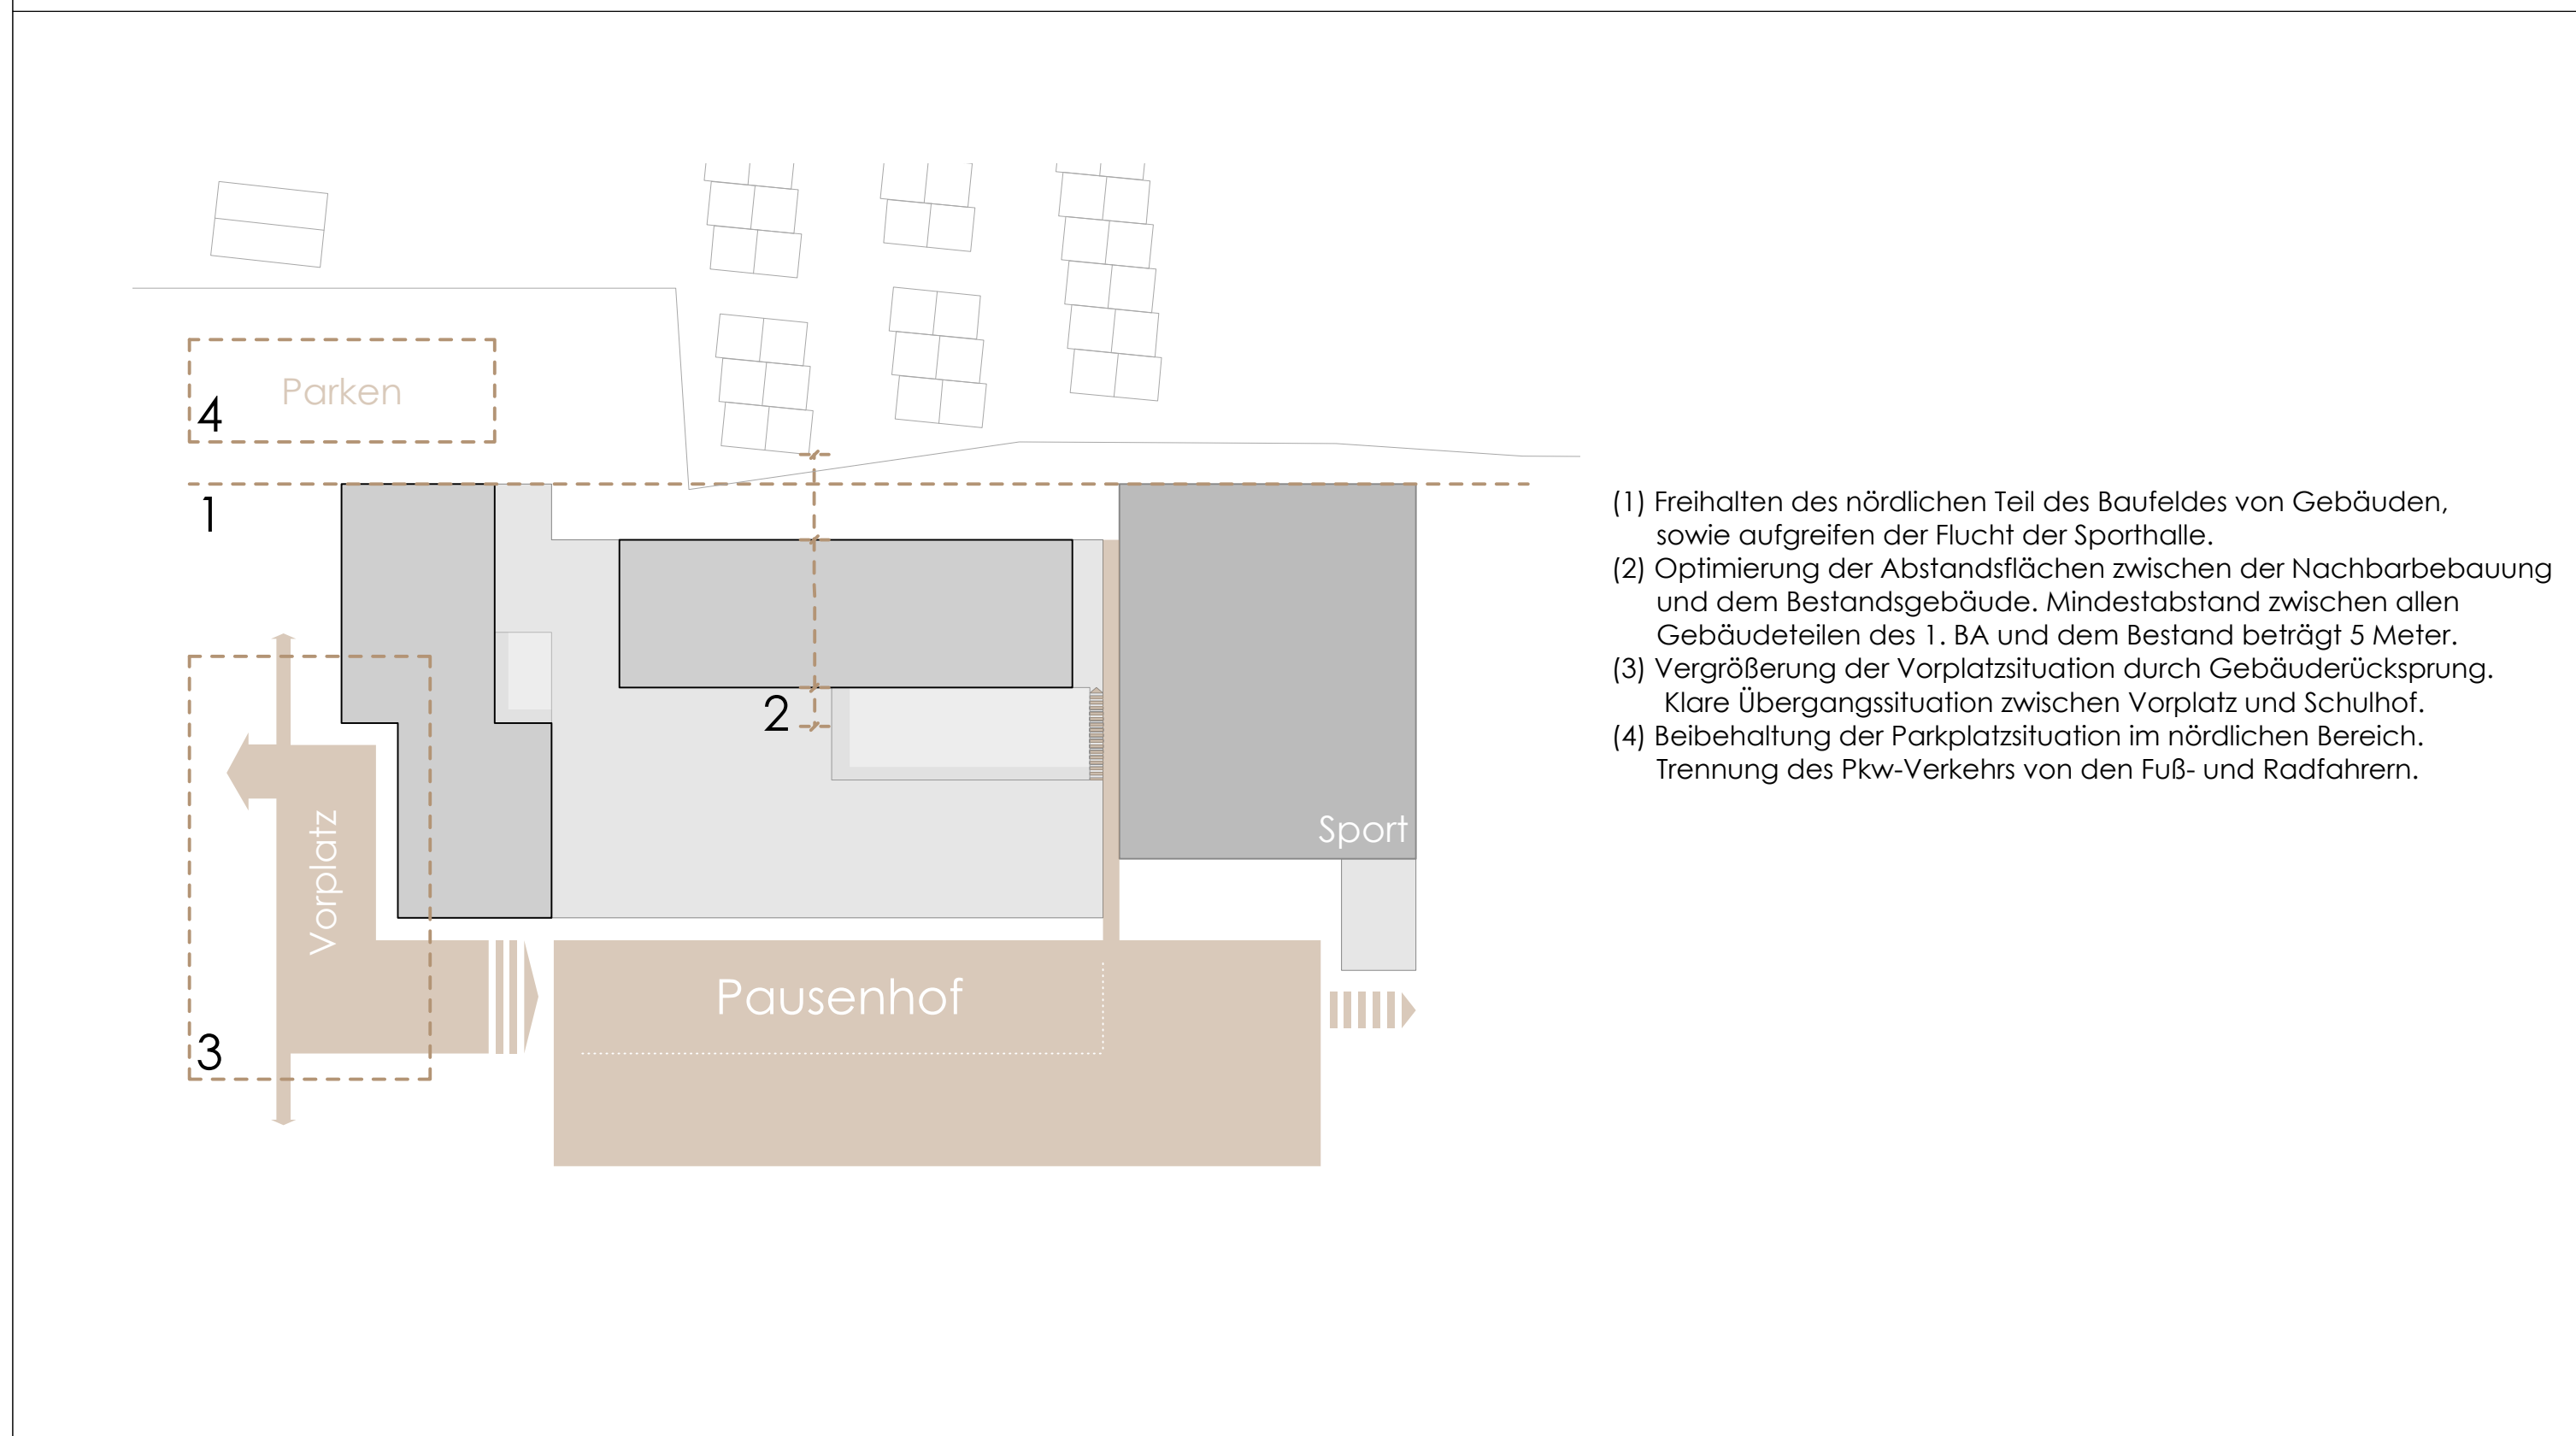 Parken
4
1
2
Sport
Vorplatz
Pausenhof
3
(1) Freihalten des nördlichen Teil des Baufeldes von Gebäuden,
sowie aufgreifen der Flucht der Sporthalle.
(2) Optimierung der Abstandsflächen zwischen der Nachbarbebauung
und dem Bestandsgebäude. Mindestabstand zwischen allen
Gebäudeteilen des 1. BA und dem Bestand beträgt 5 Meter.
(3) Vergrößerung der Vorplatzsituation durch Gebäuderücksprung.
Klare Übergangssituation zwischen Vorplatz und Schulhof.
(4) Beibehaltung der Parkplatzsituation im nördlichen Bereich.
Trennung des Pkw-Verkehrs von den Fuß- und Radfahrern.